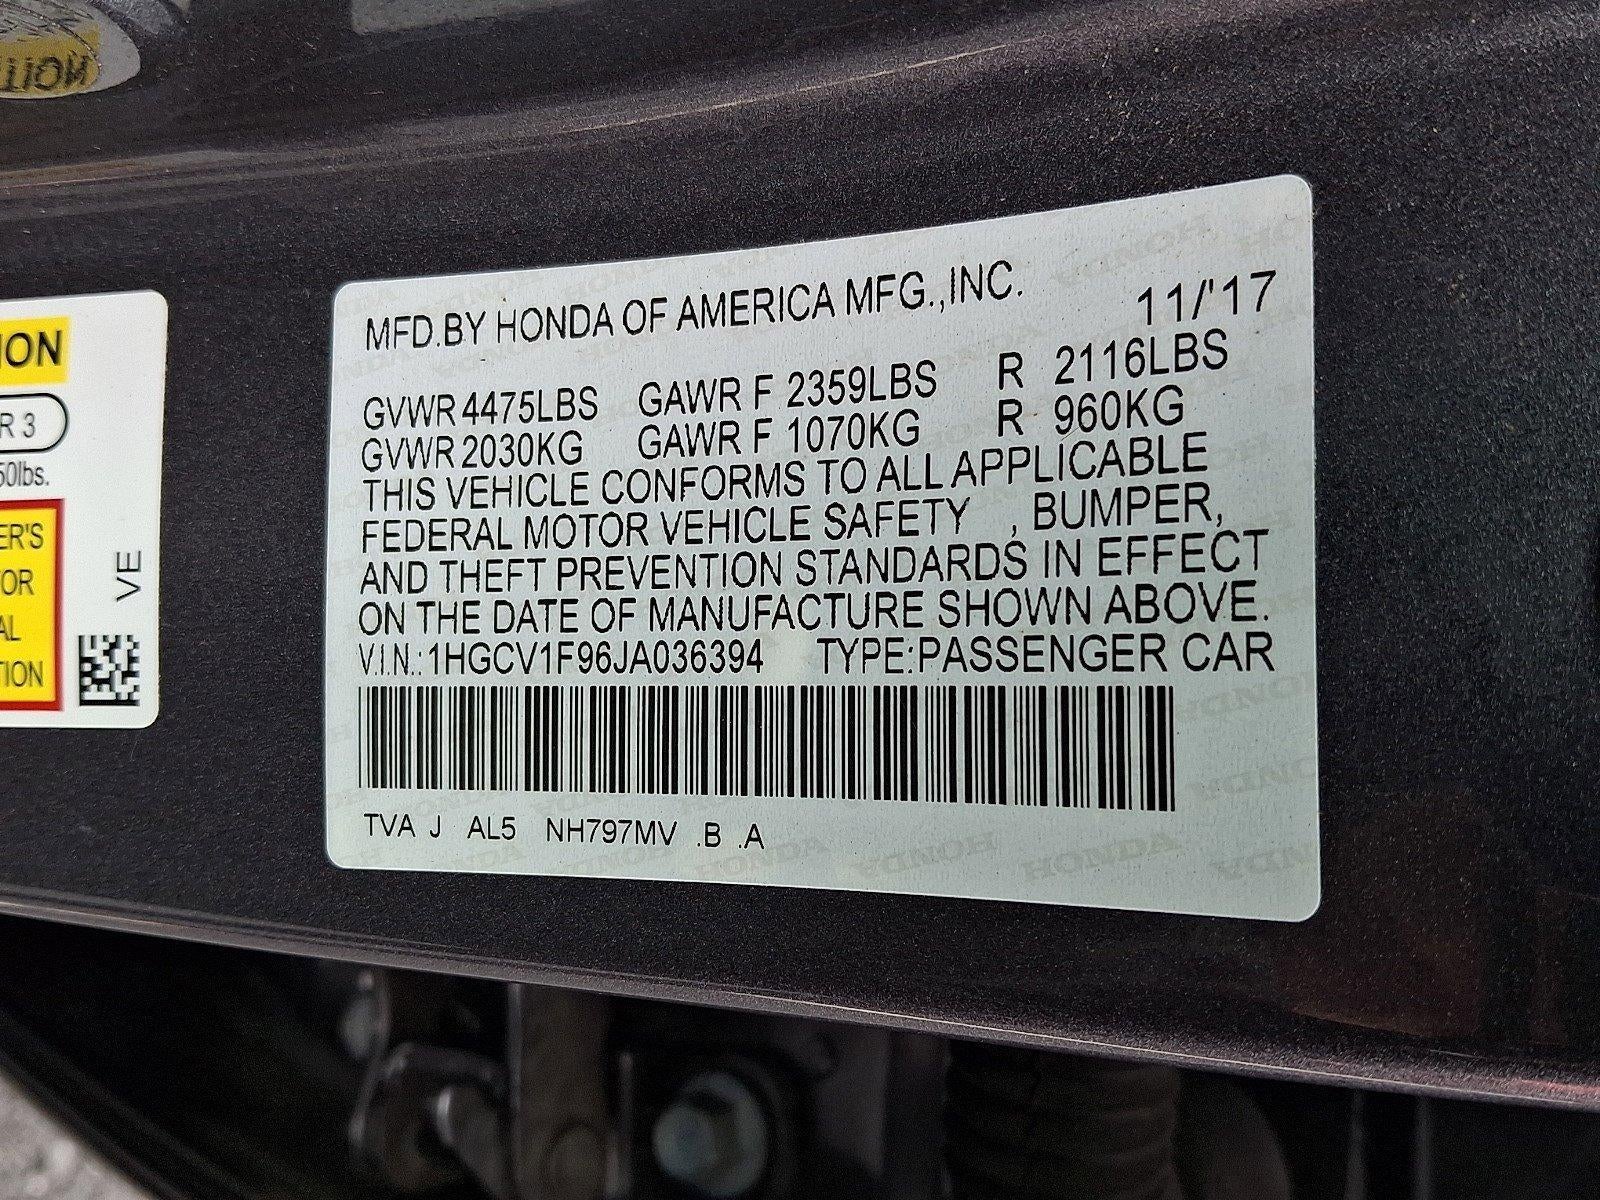 ION
R 3
50lbs.
ER'S
OR
AL
TION
VE
MFD.BY HONDA OF AMERICA MFG.,INC. 11/'17
GVWR 4475LBS GAWR F 2359LBS R 2116LBS
GVWR 2030KG GAWR F 1070KG R 960KG
THIS VEHICLE CONFORMS TO ALL APPLICABLE
FEDERAL MOTOR VEHICLE SAFETY , BUMPER,
AND THEFT PREVENTION STANDARDS IN EFFECT
ON THE DATE OF MANUFACTURE SHOWN ABOVE.
V.I.N.: 1HGCV1F96JA036394 TYPE:PASSENGER CAR
TVA J AL5 NH797MV .B .A